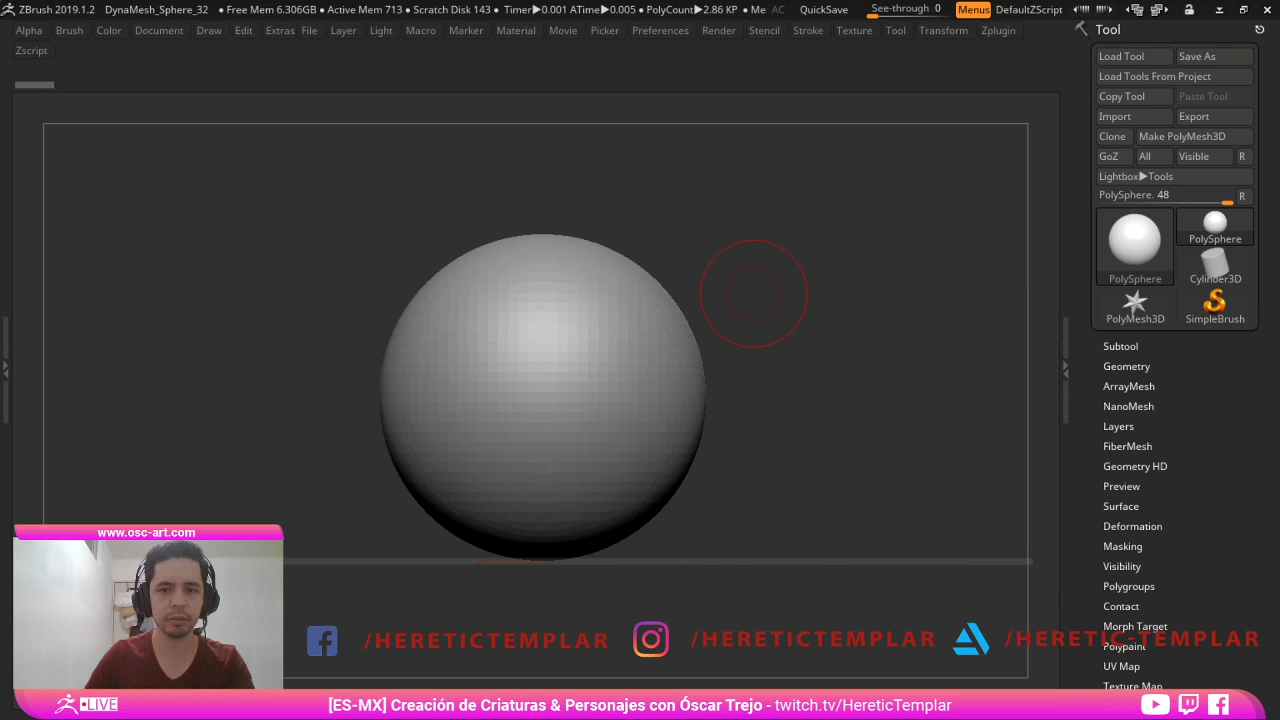 ZBrush 2019.1.2 DynaMesh_Sphere_32 • Free Mem 6.306GB • Active Mem 713 • Scratch Disk 143 • Timer▶0.001 ATime▶0.005 • PolyCount▶2.86 KP • Me: AC QuickSave See-through 0 Menus DefaultZScript
Alpha Brush Color Document Draw Edit Extras File Layer Light Macro Marker Material Movie Picker Preferences Render Stencil Stroke Texture Tool Transform Zplugin
Zscript
Tool
Load Tool Save As
Load Tools From Project
Copy Tool Paste Tool
Import Export
Clone Make PolyMesh3D
GoZ All Visible R
Lightbox▶Tools
PolySphere. 48 R
PolySphere
PolySphere Cylinder3D
PolyMesh3D SimpleBrush
Subtool
Geometry
ArrayMesh
NanoMesh
Layers
FiberMesh
Geometry HD
Preview
Surface
Deformation
Masking
Visibility
Polygroups
Contact
Morph Target
Polypaint
UV Map
Texture Map
www.osc-art.com
/HERETICTEMPLAR /HERETICTEMPLAR /HERETIC-TEMPLAR
LIVE [ES-MX] Creación de Criaturas & Personajes con Óscar Trejo - twitch.tv/HereticTemplar